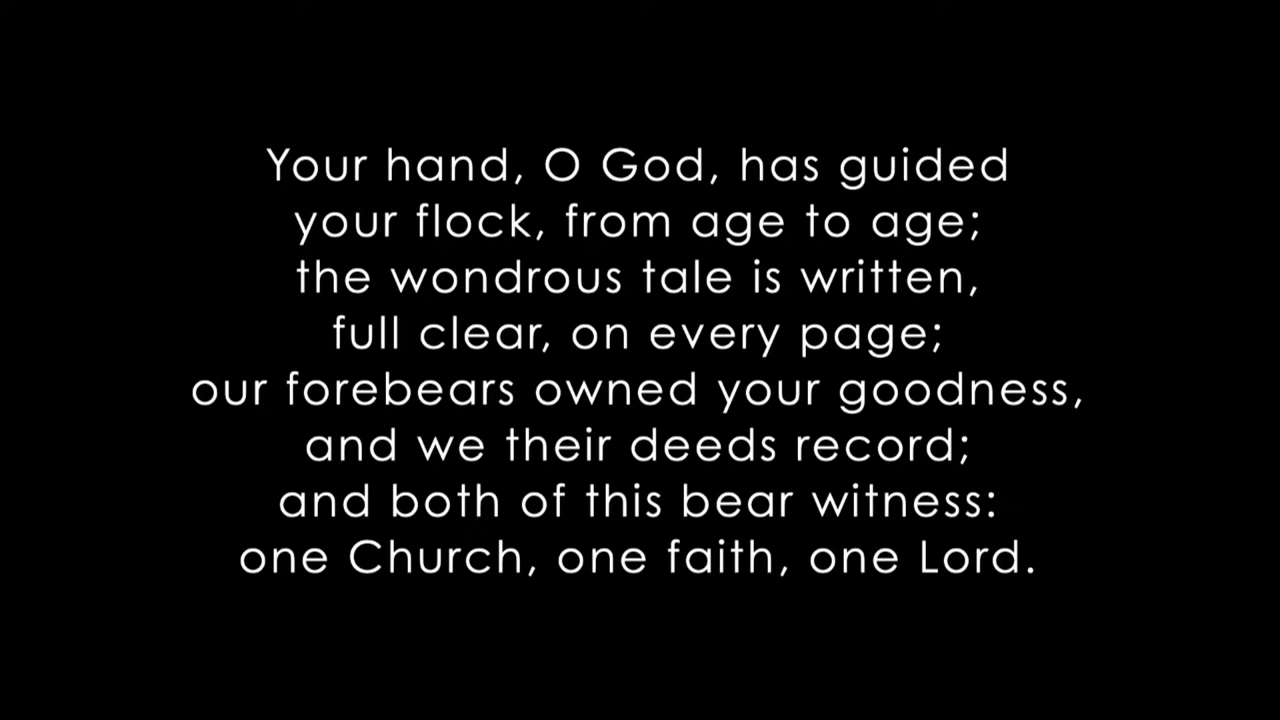 Your hand, O God, has guided
your flock, from age to age;
the wondrous tale is written,
full clear, on every page;
our forebears owned your goodness,
and we their deeds record;
and both of this bear witness:
one Church, one faith, one Lord.